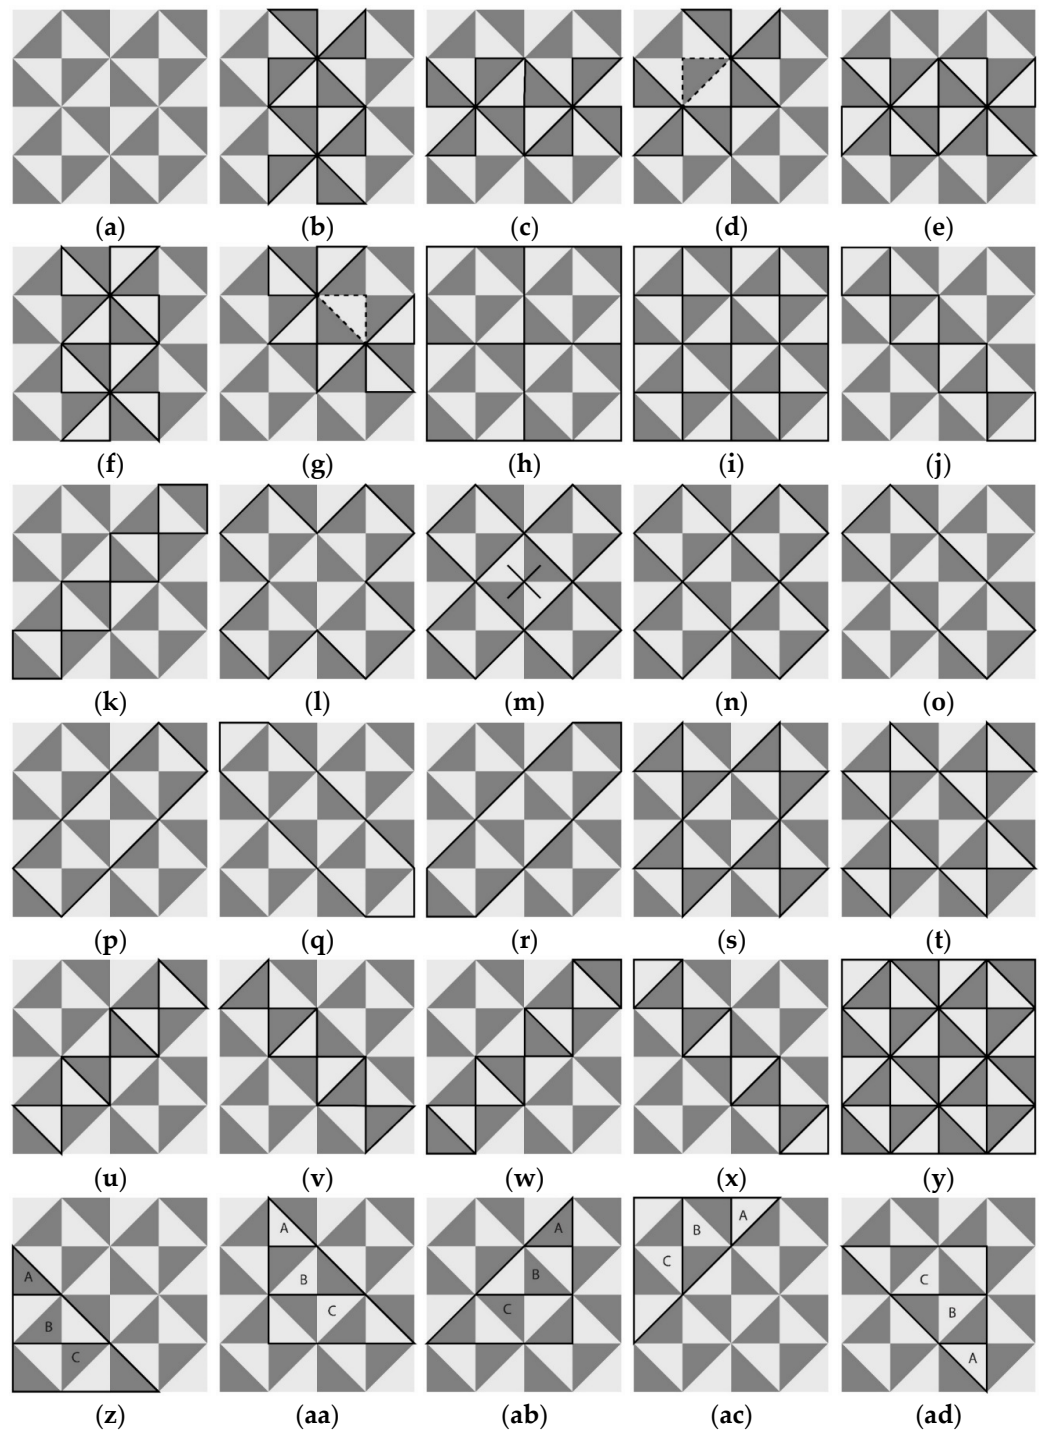 (a) (b) (c) (d) (e)
(f) (g) (h) (i) (j)
(k) (l) (m) (n) (o)
(p) (q) (r) (s) (t)
(u) (v) (w) (x) (y)
A A A A
B B B B
C C C C
A
B
C
(z) (aa) (ab) (ac) (ad)